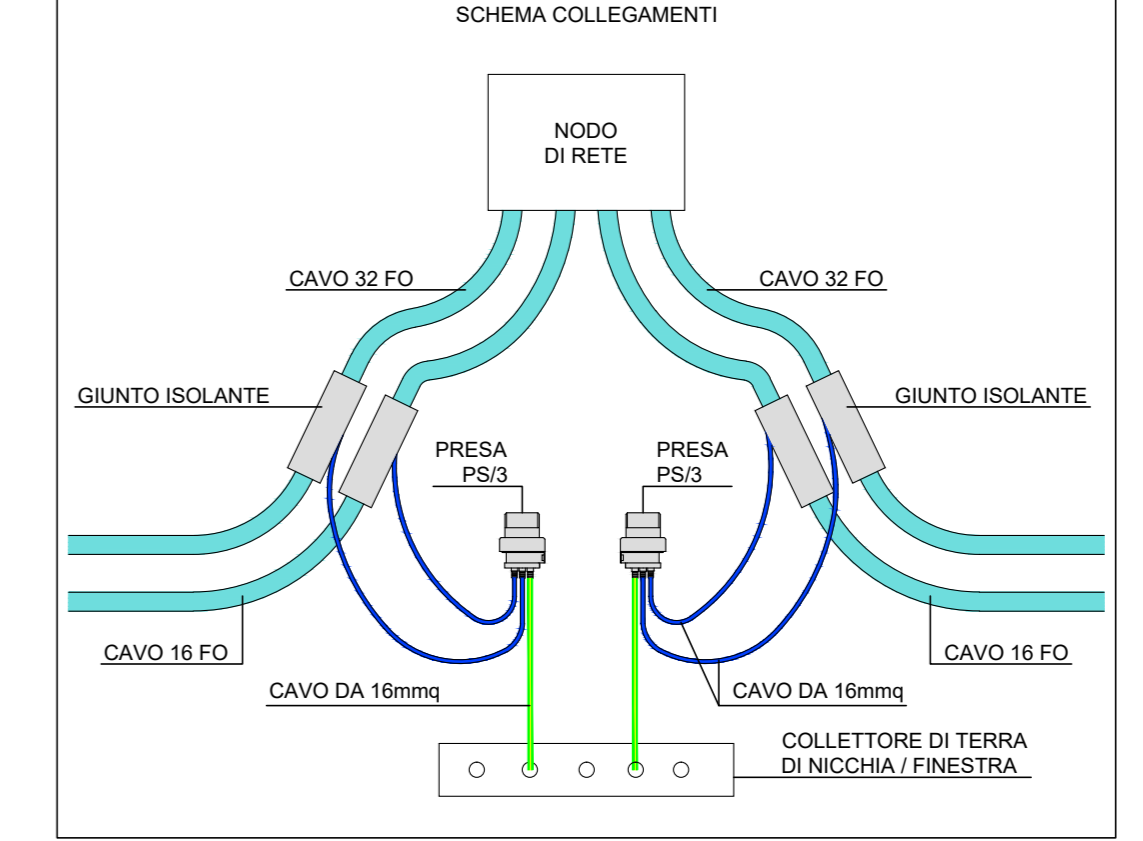 SCHEMA COLLEGAMENTI
NODO
DI RETE
CAVO 32 FO
CAVO 32 FO
GIUNTO ISOLANTE
GIUNTO ISOLANTE
PRESA
PS/3
PRESA
PS/3
CAVO 16 FO
CAVO 16 FO
CAVO DA 16mmq
CAVO DA 16mmq
COLLETTORE DI TERRA
DI NICCHIA / FINESTRA